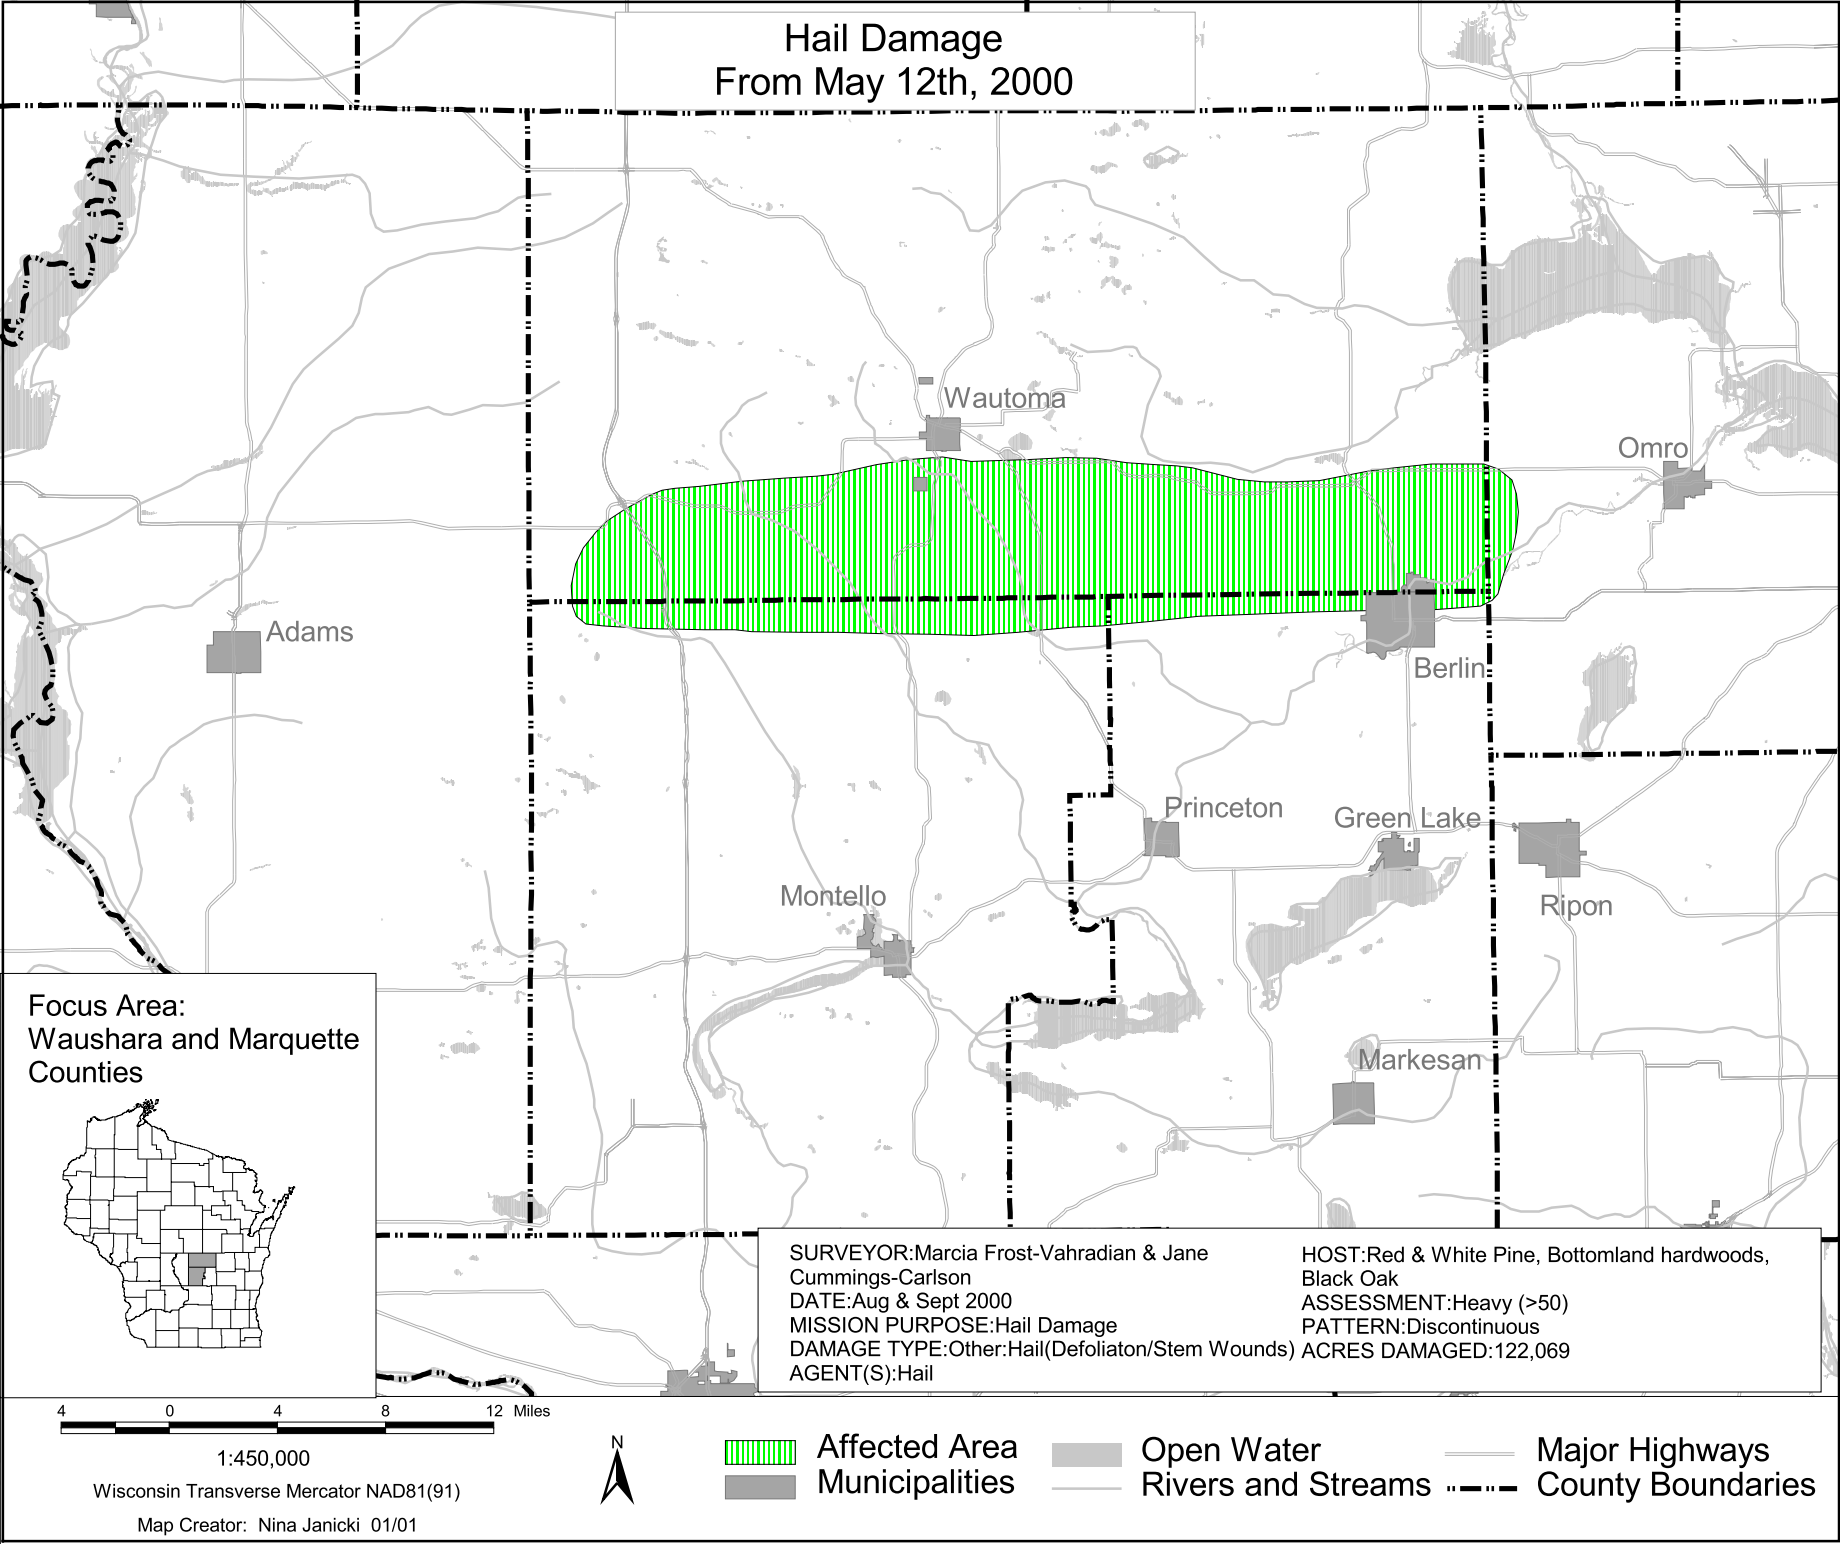 Hail Damage
From May 12th, 2000
Wautoma
Omro
Adams
Berlin
Princeton
Green Lake
Montello
Ripon
Markesan
Focus Area:
Waushara and Marquette
Counties
SURVEYOR:Marcia Frost-Vahradian & Jane
Cummings-Carlson
DATE:Aug & Sept 2000
MISSION PURPOSE:Hail Damage
DAMAGE TYPE:Other:Hail(Defoliaton/Stem Wounds)
AGENT(S):Hail
HOST:Red & White Pine, Bottomland hardwoods,
Black Oak
ASSESSMENT:Heavy (>50)
PATTERN:Discontinuous
ACRES DAMAGED:122,069
4 0 4 8 12 Miles
1:450,000
Wisconsin Transverse Mercator NAD81(91)
Map Creator: Nina Janicki 01/01
N
Affected Area
Municipalities
Open Water
Rivers and Streams
Major Highways
County Boundaries